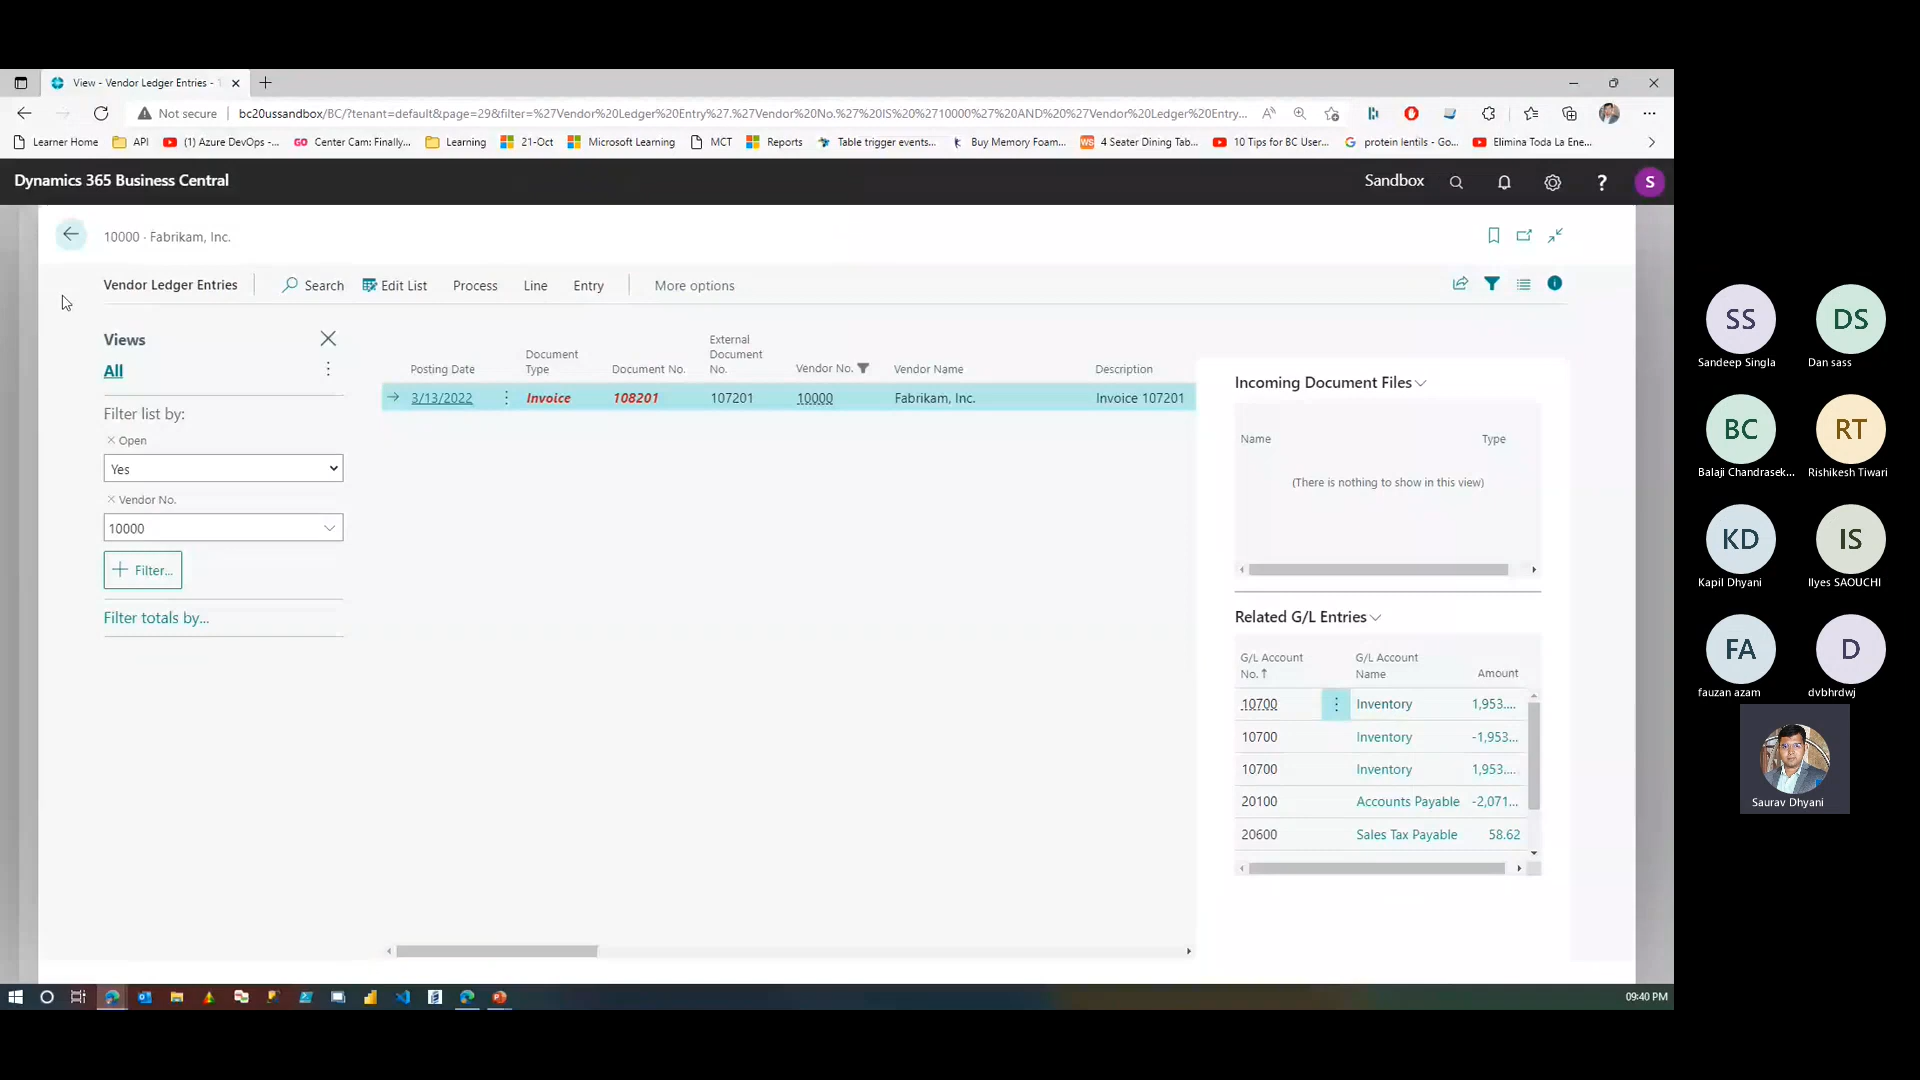 View - Vendor Ledger Entries -
Not secure
bc20ussandbox/BC/?tenant=default&page=29&filter=%27Vendor%20Ledger%20Entry%27.%27Vendor%20No.%27%20IS%20%2710000%27%20AND%20%27Vendor%20Ledger%20Entry...
Learner Home
API
(1) Azure DevOps -...
GO Center Cam: Finally,...
Learning
21-Oct
Microsoft Learning
MCT
Reports
Table trigger events...
Buy Memory Foam...
WS 4 Seater Dining Tab...
10 Tips for BC User...
protein lentils - Go...
Elimina Toda La Ene...
Dynamics 365 Business Central
Sandbox
?
S
10000 · Fabrikam, Inc.
Vendor Ledger Entries
Search
Edit List
Process
Line
Entry
More options
Views
All
Filter list by:
× Open
Yes
× Vendor No.
10000
+ Filter...
Filter totals by...
Posting Date
Document Type
Document No.
External Document No.
Vendor No.
Vendor Name
Description
3/13/2022
Invoice
108201
107201
10000
Fabrikam, Inc.
Invoice 107201
Incoming Document Files
Name
Type
(There is nothing to show in this view)
Related G/L Entries
G/L Account No. ↑
G/L Account Name
Amount
10700 Inventory 1,953....
10700 Inventory -1,953...
10700 Inventory 1,953....
20100 Accounts Payable -2,071...
20600 Sales Tax Payable 58.62
09:40 PM
SS
Sandeep Singla
DS
Dan sass
BC
Balaji Chandrasek...
RT
Rishikesh Tiwari
KD
Kapil Dhyani
IS
Ilyes SAOUCHI
FA
fauzan azam
D
dvbhrdwj
Saurav Dhyani